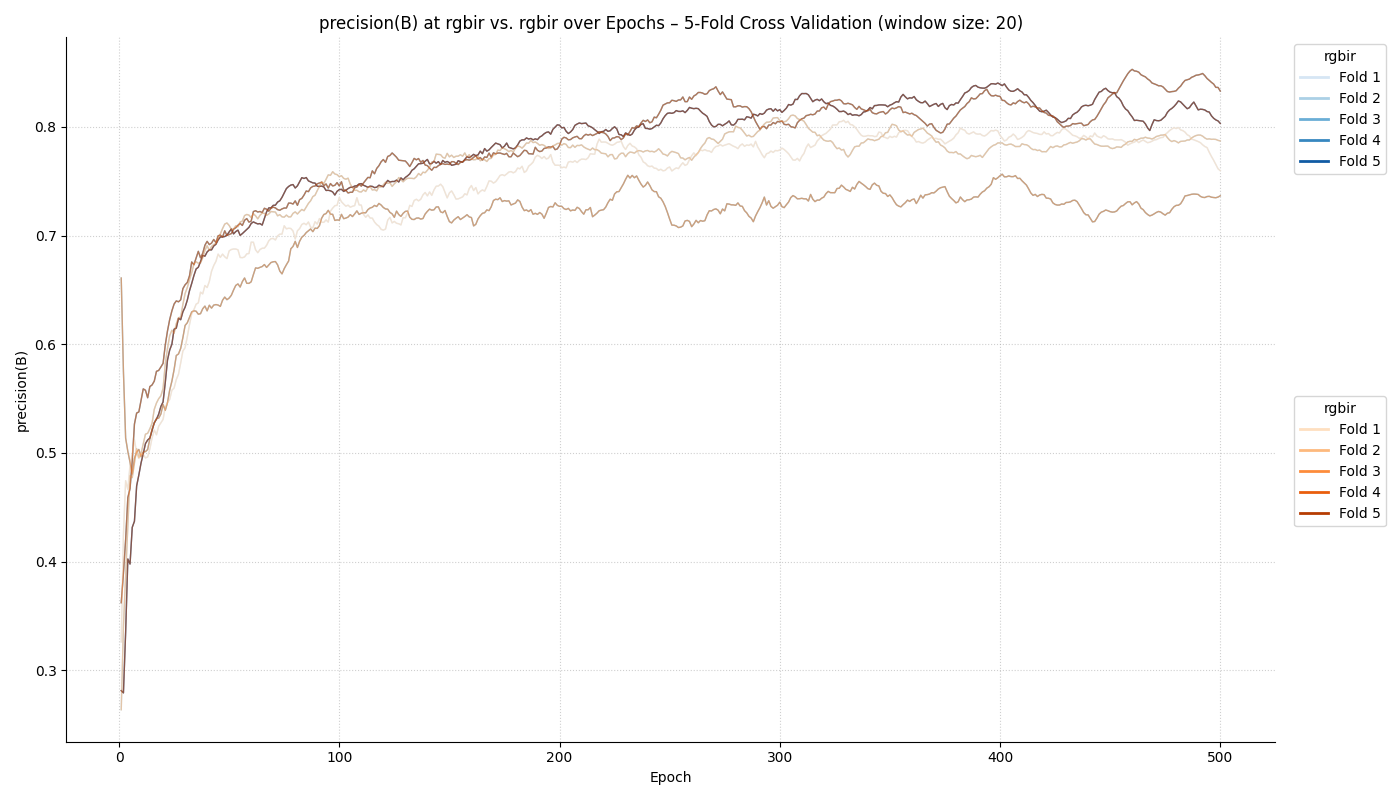 precision(B) at rgbir vs. rgbir over Epochs – 5-Fold Cross Validation (window size: 20)
precision(B)
0.8
0.7
0.6
0.5
0.4
0.3
0
100
200
300
400
500
Epoch
rgbir
Fold 1
Fold 2
Fold 3
Fold 4
Fold 5
rgbir
Fold 1
Fold 2
Fold 3
Fold 4
Fold 5